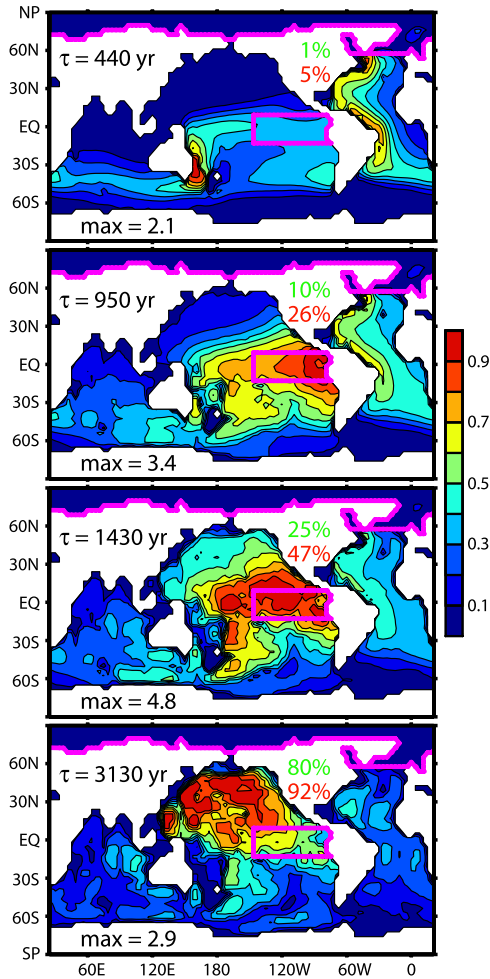 NP
60N
30N
EQ
30S
60S
τ = 440 yr
1%
5%
max = 2.1
60N
30N
EQ
30S
60S
τ = 950 yr
10%
26%
max = 3.4
60N
30N
EQ
30S
60S
τ = 1430 yr
25%
47%
max = 4.8
60N
30N
EQ
30S
60S
SP
τ = 3130 yr
80%
92%
max = 2.9
60E
120E
180
120W
60W
0
0.9
0.7
0.5
0.3
0.1